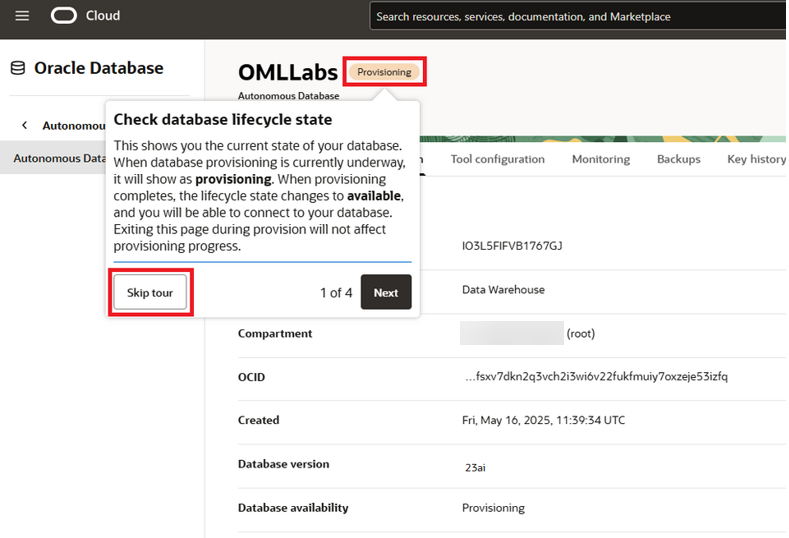 Cloud
Search resources, services, documentation, and Marketplace
Oracle Database
OMLLabs
Provisioning
Autonomous Database
Check database lifecycle state
This shows you the current state of your database.
When database provisioning is currently underway,
it will show as provisioning. When provisioning
completes, the lifecycle state changes to available,
and you will be able to connect to your database.
Exiting this page during provision will not affect
provisioning progress.
Skip tour
1 of 4
Next
Autonomou
Autonomous Data
Tool configuration
Monitoring
Backups
Key history
IO3L5FIFVB1767GJ
Data Warehouse
Compartment
(root)
OCID
...fsxv7dkn2q3vch2i3wi6v22fukfmuiy7oxzeje53izfq
Created
Fri, May 16, 2025, 11:39:34 UTC
Database version
23ai
Database availability
Provisioning